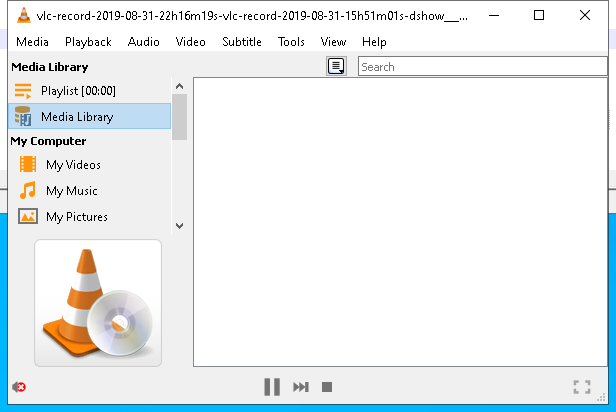 vlc-record-2019-08-31-22h16m19s-vlc-record-2019-08-31-15h51m01s-dshow__...
Media Playback Audio Video Subtitle Tools View Help
Media Library
Search
Playlist [00:00]
Media Library
My Computer
My Videos
My Music
My Pictures